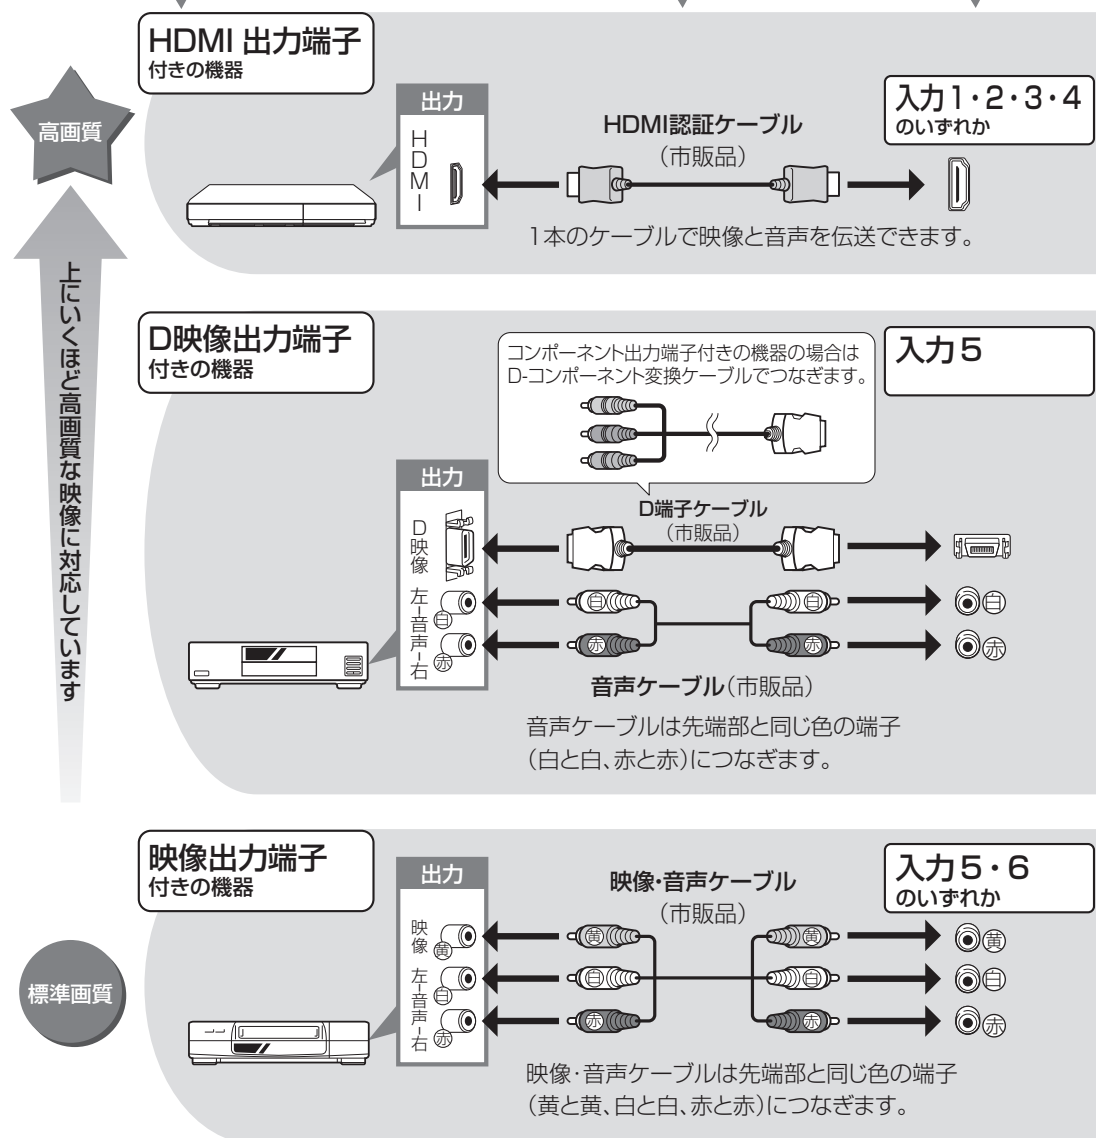 HDMI 出力端子
付きの機器
高画質
出力
HDMI
HDMI認証ケーブル
（市販品）
入力1・2・3・4
のいずれか
1本のケーブルで映像と音声を伝送できます。
上にいくほど高画質な映像に対応しています
D映像出力端子
付きの機器
コンポーネント出力端子付きの機器の場合は
D-コンポーネント変換ケーブルでつなぎます。
入力5
出力
D映像
左-音声-右
白
赤
D端子ケーブル
（市販品）
白
白
白
赤
赤
赤
音声ケーブル（市販品）
音声ケーブルは先端部と同じ色の端子
（白と白、赤と赤）につなぎます。
映像出力端子
付きの機器
標準画質
出力
映像
黄
左-音声-右
白
赤
映像・音声ケーブル
（市販品）
入力5・6
のいずれか
黄
黄
黄
白
白
白
赤
赤
赤
映像・音声ケーブルは先端部と同じ色の端子
（黄と黄、白と白、赤と赤）につなぎます。